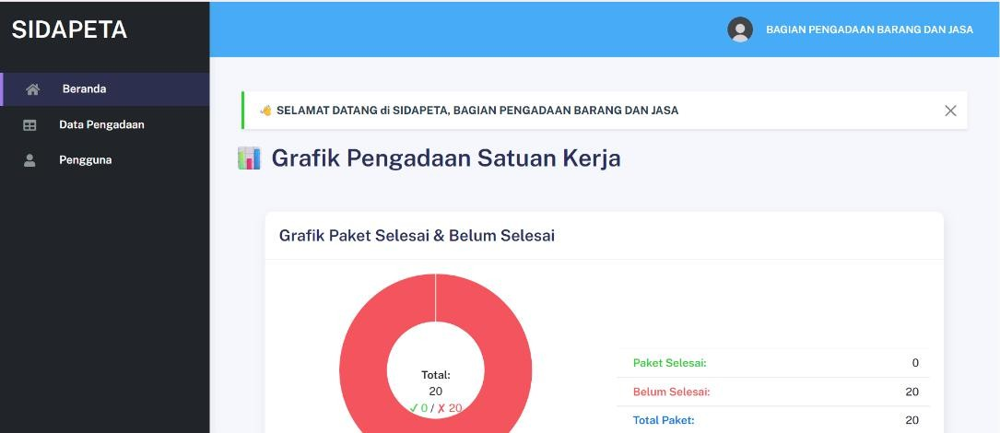 SIDAPETA
BAGIAN PENGADAAN BARANG DAN JASA
Beranda
Data Pengadaan
Pengguna
SELAMAT DATANG di SIDAPETA, BAGIAN PENGADAAN BARANG DAN JASA
Grafik Pengadaan Satuan Kerja
Grafik Paket Selesai & Belum Selesai
Total:
20
✓ 0 / ✗ 20
Paket Selesai: 0
Belum Selesai: 20
Total Paket: 20